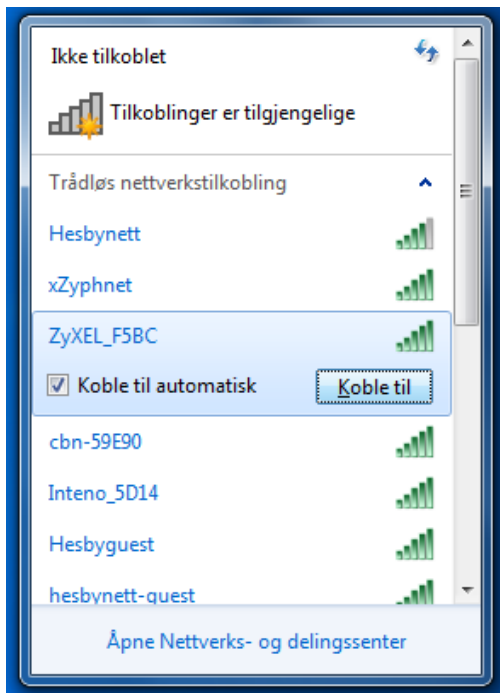 Ikke tilkoblet
Tilkoblinger er tilgjengelige
Trådløs nettverkstilkobling
Hesbynett
xZyphnet
ZyXEL_F5BC
Koble til automatisk Koble til
cbn-59E90
Inteno_5D14
Hesbyguest
hesbynett-guest
Åpne Nettverks- og delingssenter